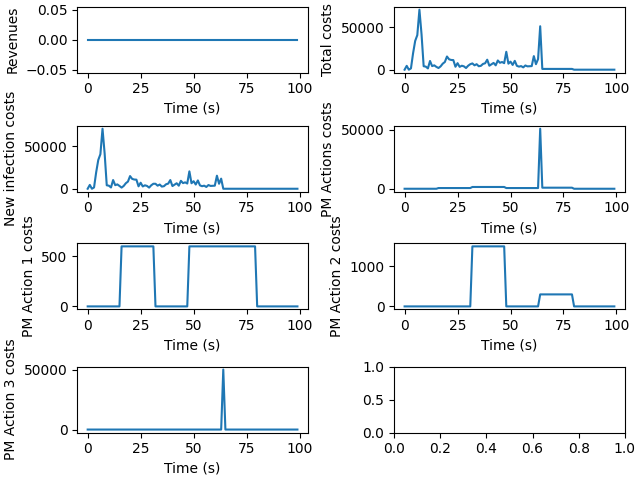 Revenues
0.05
0.00
−0.05
0 25 50 75 100
Time (s)
Total costs
50000
0
0 25 50 75 100
Time (s)
New infection costs
50000
0
0 25 50 75 100
Time (s)
PM Actions costs
50000
0
0 25 50 75 100
Time (s)
PM Action 1 costs
500
0
0 25 50 75 100
Time (s)
PM Action 2 costs
1000
0
0 25 50 75 100
Time (s)
PM Action 3 costs
50000
0
0 25 50 75 100
Time (s)
1.0
0.5
0.0
0.0 0.2 0.4 0.6 0.8 1.0